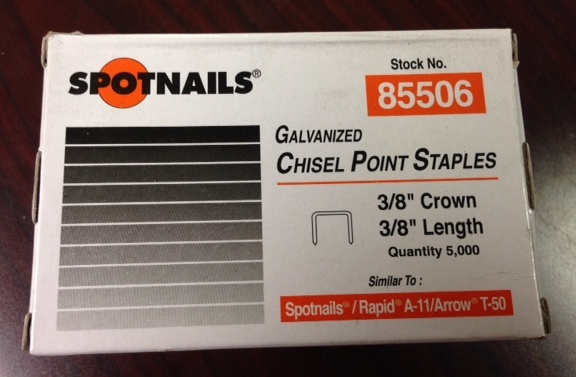 SPOTNAILS®
Stock No.
85506
GALVANIZED
CHISEL POINT STAPLES
3/8" Crown
3/8" Length
Quantity 5,000
Similar To :
Spotnails® / Rapid® A-11/Arrow® T-50